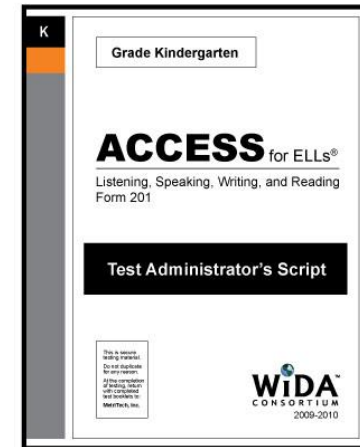 K
Grade Kindergarten
ACCESS for ELLs®
Listening, Speaking, Writing, and Reading
Form 201
Test Administrator's Script
This is secure
testing material.
Do not duplicate
for any reason.
At the completion
of testing, return
with completed
test booklets to:
MetriTech, Inc.
WIDA™
CONSORTIUM
2009-2010